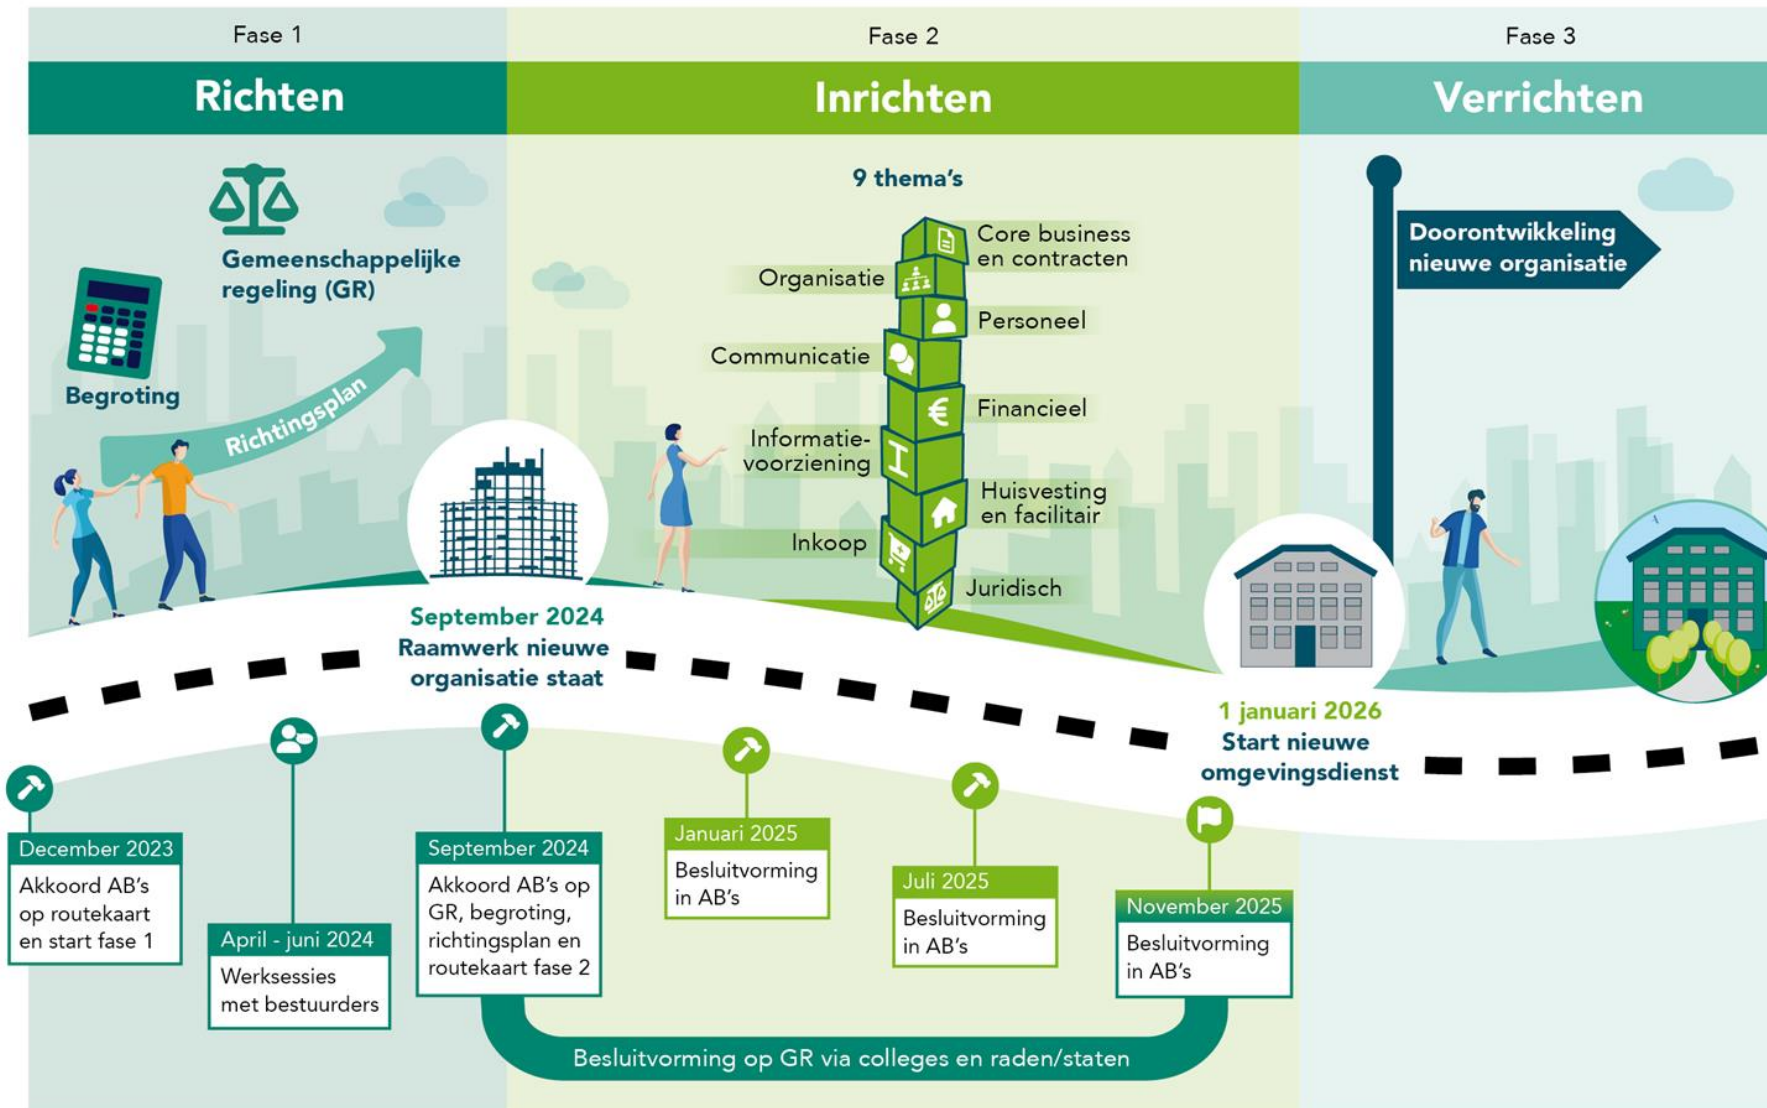 Fase 1
Richten
Fase 2
Inrichten
Fase 3
Verrichten
Gemeenschappelijke
regeling (GR)
Begroting
Richtingsplan
9 thema's
Core business
en contracten
Organisatie
Personeel
Communicatie
Financieel
Informatie-
voorziening
Huisvesting
en facilitair
Inkoop
Juridisch
Doorontwikkeling
nieuwe organisatie
September 2024
Raamwerk nieuwe
organisatie staat
1 januari 2026
Start nieuwe
omgevingsdienst
December 2023
Akkoord AB's
op routekaart
en start fase 1
April - juni 2024
Werksessies
met bestuurders
September 2024
Akkoord AB's op
GR, begroting,
richtingsplan en
routekaart fase 2
Januari 2025
Besluitvorming
in AB's
Juli 2025
Besluitvorming
in AB's
November 2025
Besluitvorming
in AB's
Besluitvorming op GR via colleges en raden/staten